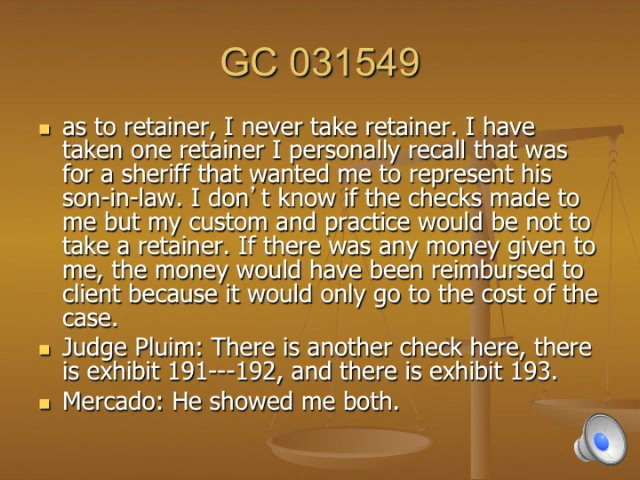 GC 031549
as to retainer, I never take retainer. I have
taken one retainer I personally recall that was
for a sheriff that wanted me to represent his
son-in-law. I don’t know if the checks made to
me but my custom and practice would be not to
take a retainer. If there was any money given to
me, the money would have been reimbursed to
client because it would only go to the cost of the
case.
Judge Pluim: There is another check here, there
is exhibit 191---192, and there is exhibit 193.
Mercado: He showed me both.